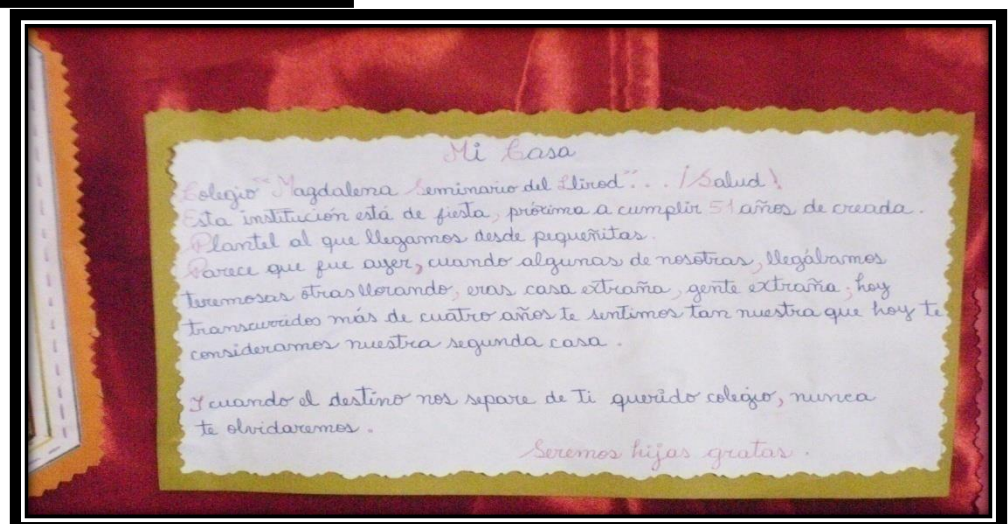 Mi Casa
Colegio "Magdalena Seminario del Llirod"... ¡Salud!
Esta institución está de fiesta, próxima a cumplir 51 años de creada.
Plantel al que llegamos desde pequeñitas.
Parece que fue ayer, cuando algunas de nosotras, llegábamos
teremosas otras llorando, eras casa extraña, gente extraña; hoy
transcurridos más de cuatro años te sentimos tan nuestra que hoy te
consideramos nuestra segunda casa.
Y cuando el destino nos separe de Ti querido colegio, nunca
te olvidaremos.
Seremos hijas gratas.